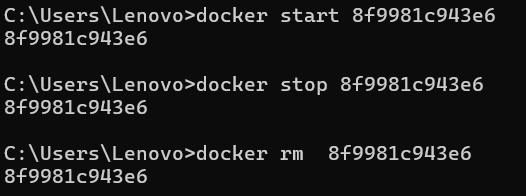 C:\Users\Lenovo>docker start 8f9981c943e6
8f9981c943e6
C:\Users\Lenovo>docker stop 8f9981c943e6
8f9981c943e6
C:\Users\Lenovo>docker rm  8f9981c943e6
8f9981c943e6